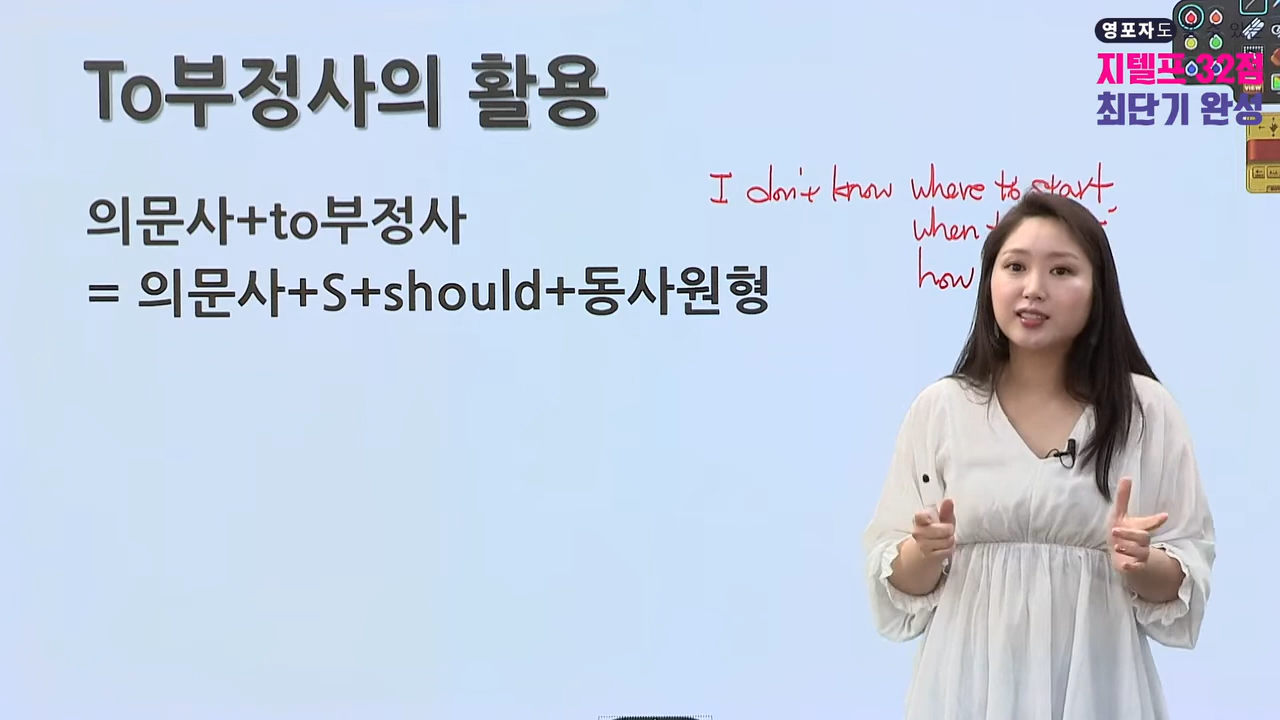 To부정사의 활용
의문사+to부정사
= 의문사+S+should+동사원형
I don't know where to start
when
how
영포자도
지텔프 32점
최단기 완성